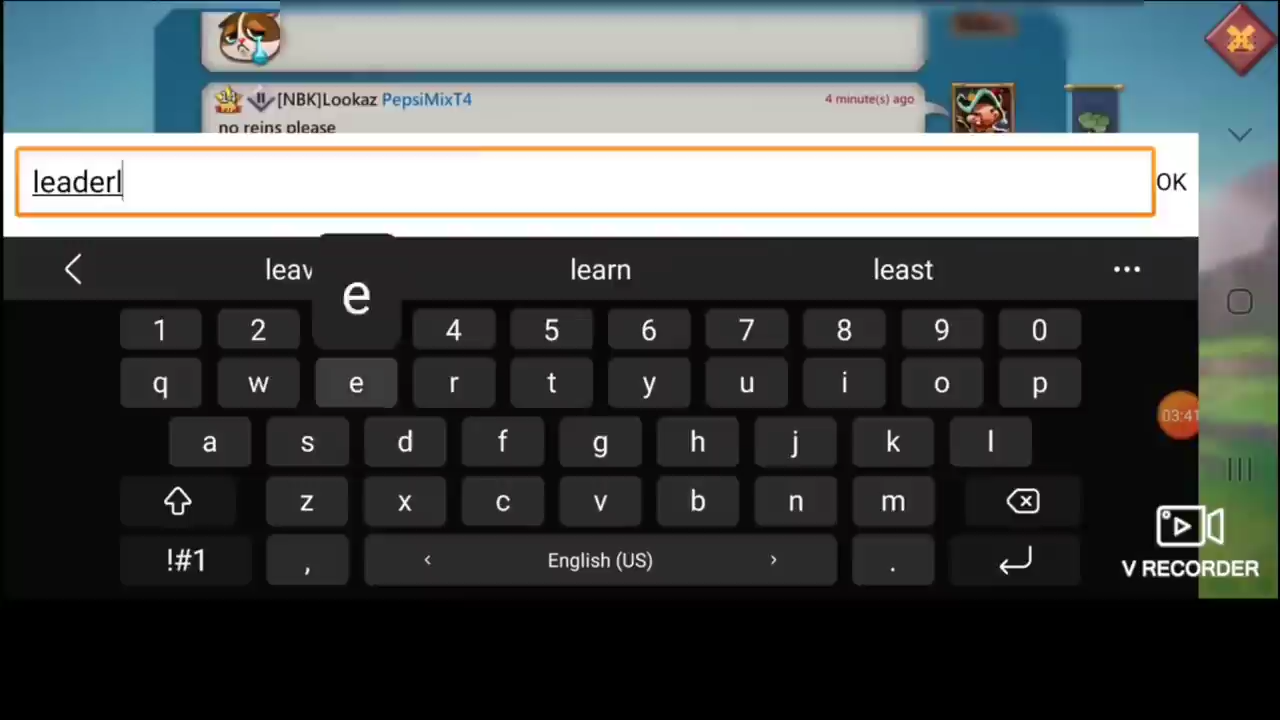 [NBK]Lookaz PepsiMixT4
4 minute(s) ago
no reins please
leaderl
OK
leav
learn
least
e
1 2 4 5 6 7 8 9 0
q w e r t y u i o p
a s d f g h j k l
z x c v b n m
!#1 , English (US) .
03:41
V RECORDER